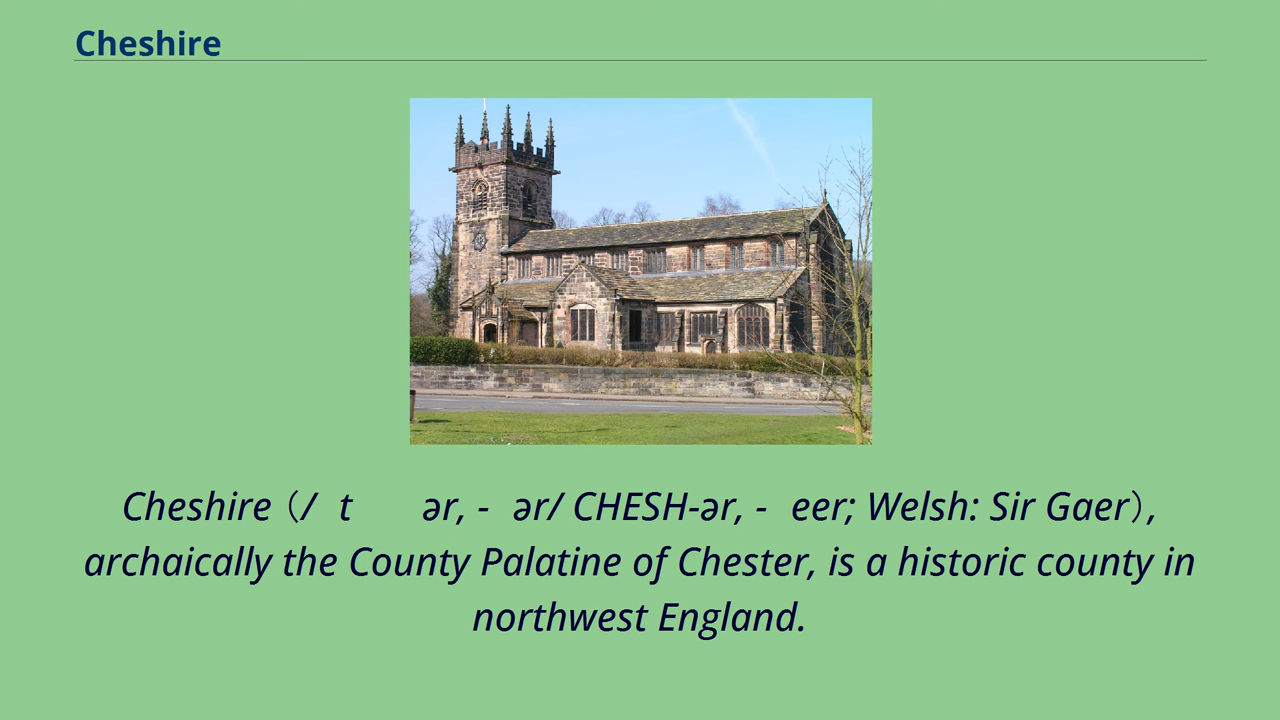 Cheshire
Cheshire（/ t ər, - ər/ CHESH-ər, - eer; Welsh: Sir Gaer）,
archaically the County Palatine of Chester, is a historic county in
northwest England.